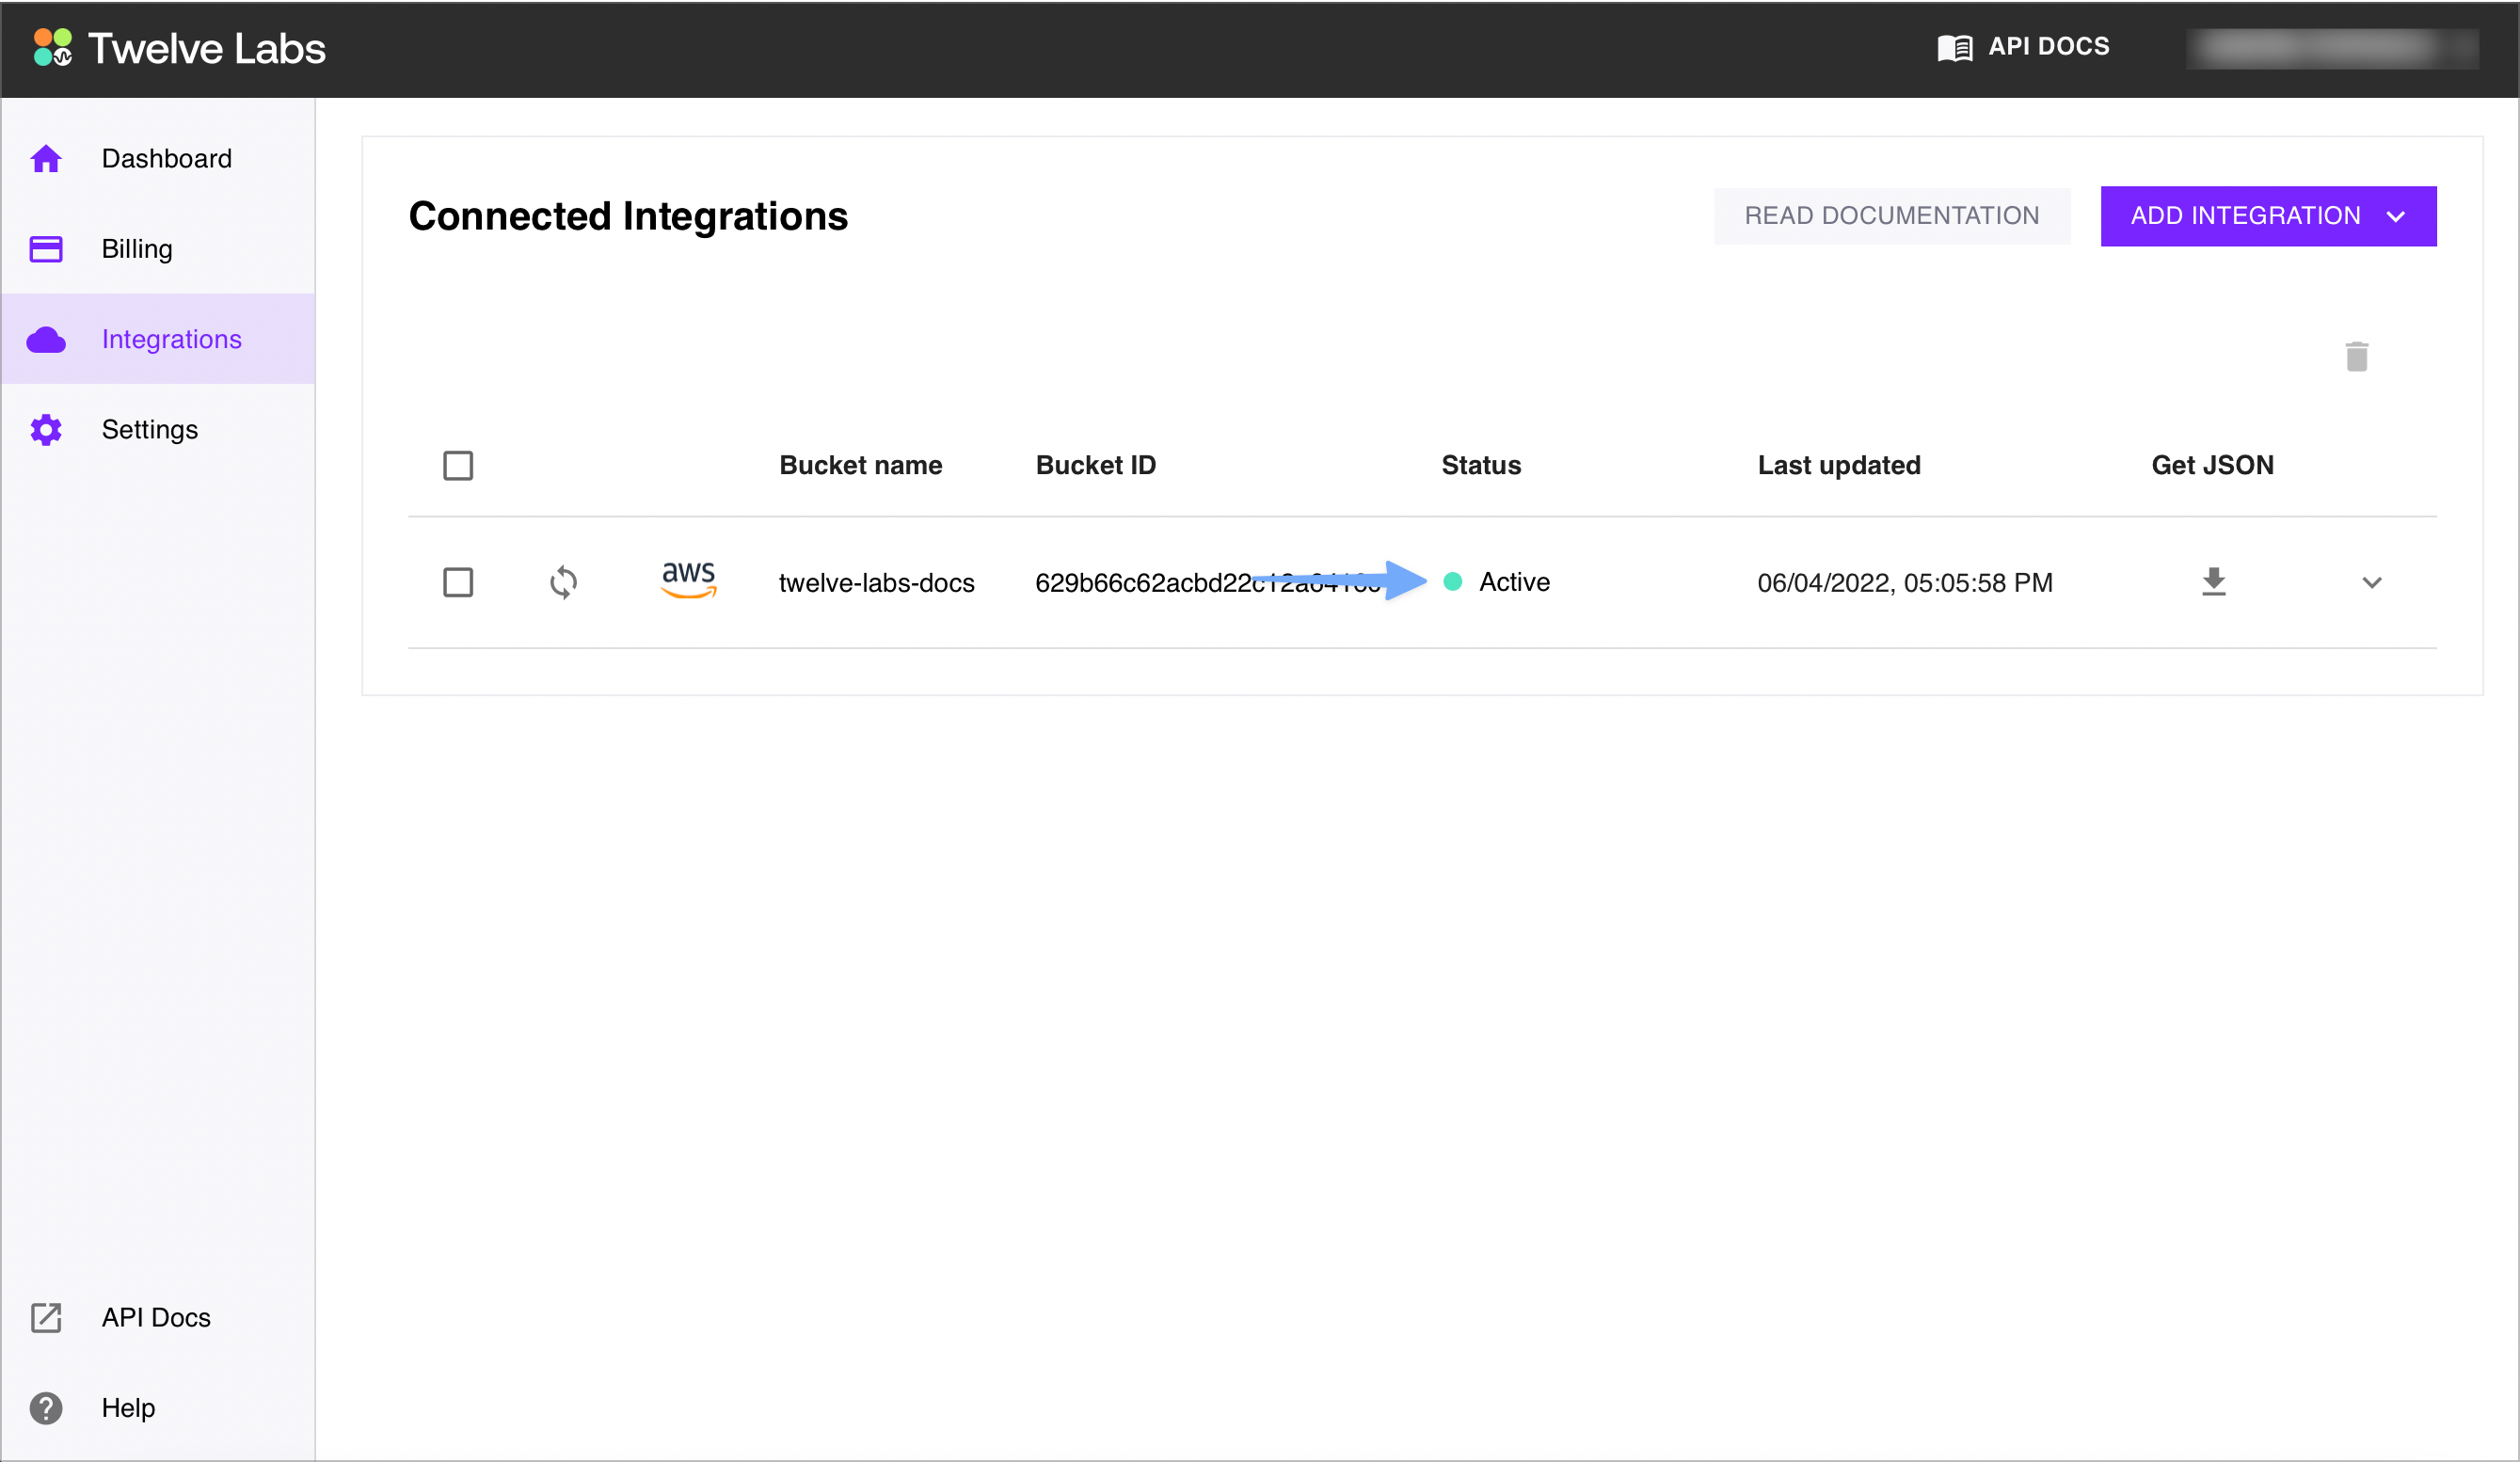 Twelve Labs
API DOCS
Dashboard
Billing
Integrations
Settings
Connected Integrations
READ DOCUMENTATION
ADD INTEGRATION
Bucket name Bucket ID Status Last updated Get JSON
aws twelve-labs-docs Active 06/04/2022, 05:05:58 PM
API Docs
Help